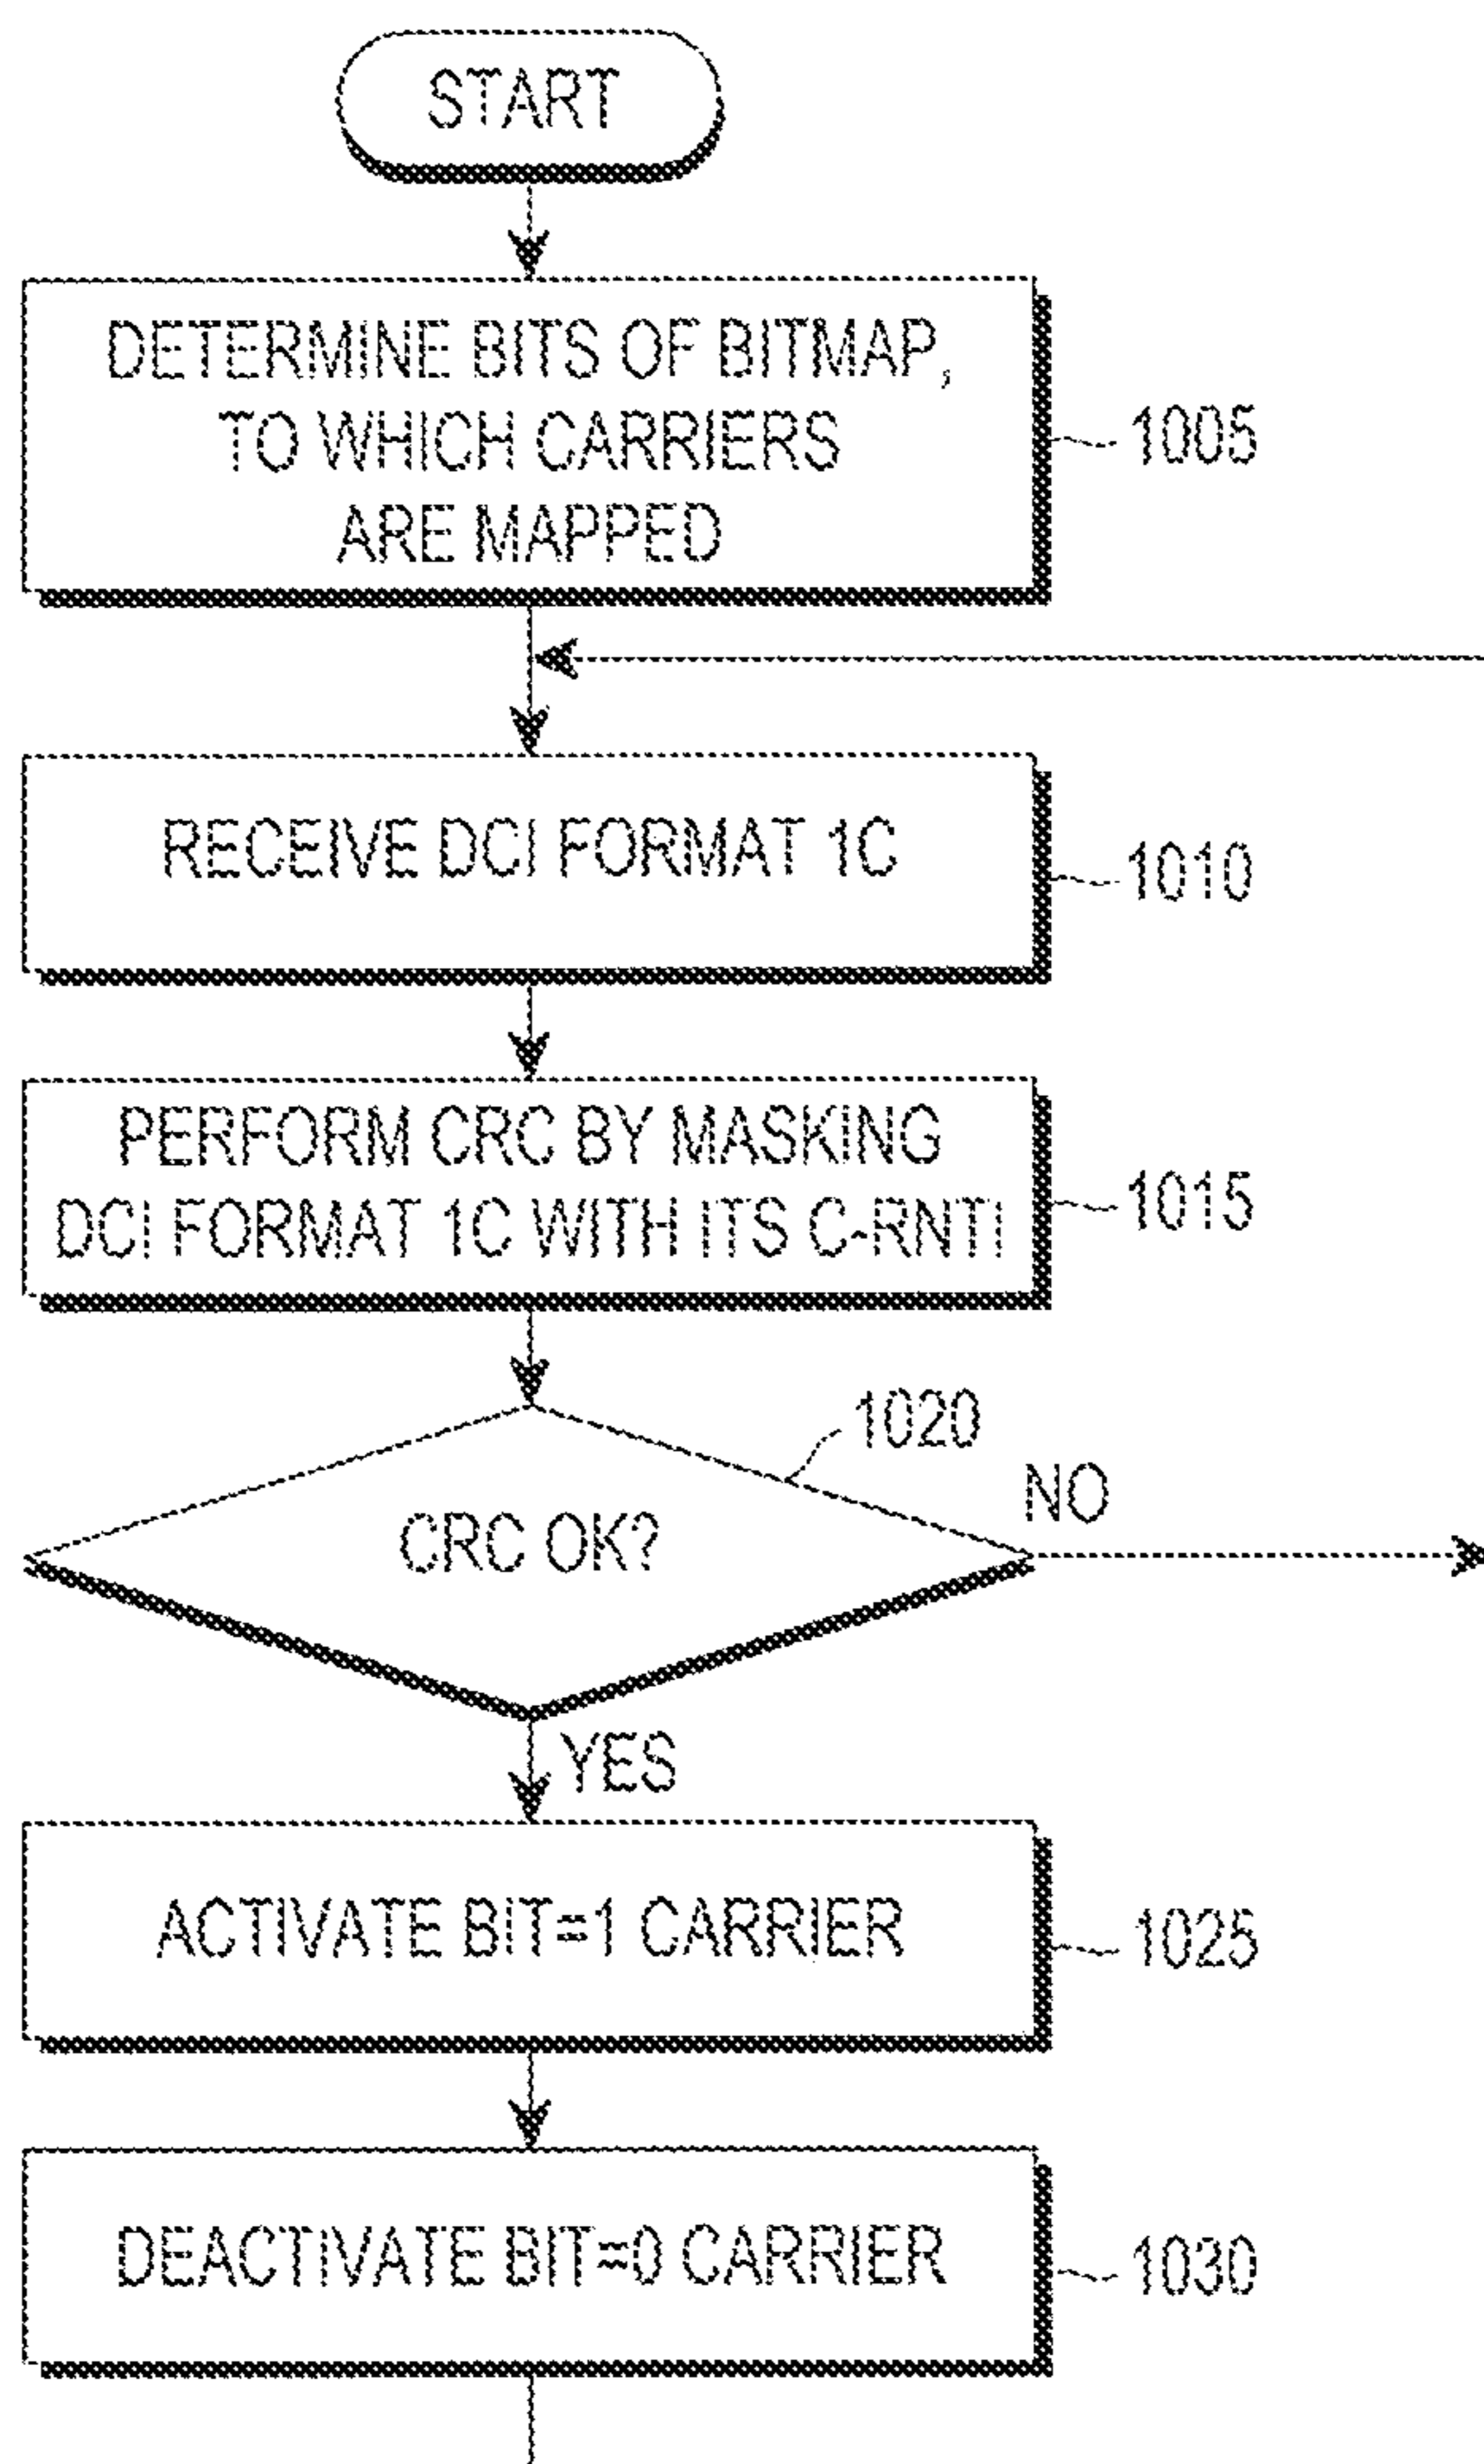 START
DETERMINE BITS OF BITMAP,
TO WHICH CARRIERS
ARE MAPPED
1005
RECEIVE DCI FORMAT 1C
1010
PERFORM CRC BY MASKING
DCI FORMAT 1C WITH ITS C-RNTI
1015
1020
CRC OK?
NO
YES
ACTIVATE BIT=1 CARRIER
1025
DEACTIVATE BIT=0 CARRIER
1030